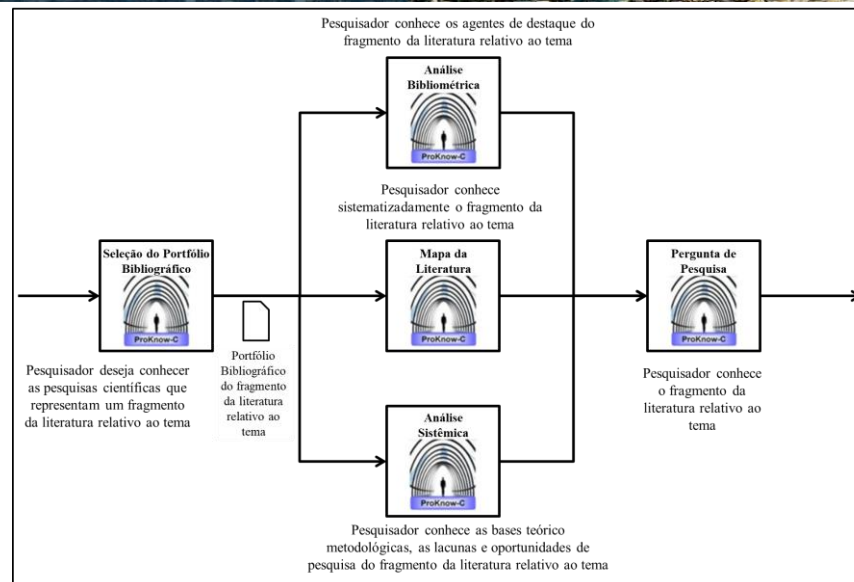 Pesquisador conhece os agentes de destaque do
fragmento da literatura relativo ao tema
Análise
Bibliométrica
ProKnow-C
Pesquisador conhece
sistematizadamente o fragmento da
literatura relativo ao tema
Seleção do Portfólio
Bibliográfico
ProKnow-C
Mapa da
Literatura
ProKnow-C
Pergunta de
Pesquisa
ProKnow-C
Pesquisador deseja conhecer
as pesquisas científicas que
representam um fragmento
da literatura relativo ao tema
Portfólio
Bibliográfico
do fragmento
da literatura
relativo ao
tema
Pesquisador conhece
o fragmento da
literatura relativo ao
tema
Análise
Sistêmica
ProKnow-C
Pesquisador conhece as bases teórico
metodológicas, as lacunas e oportunidades de
pesquisa do fragmento da literatura relativo ao tema